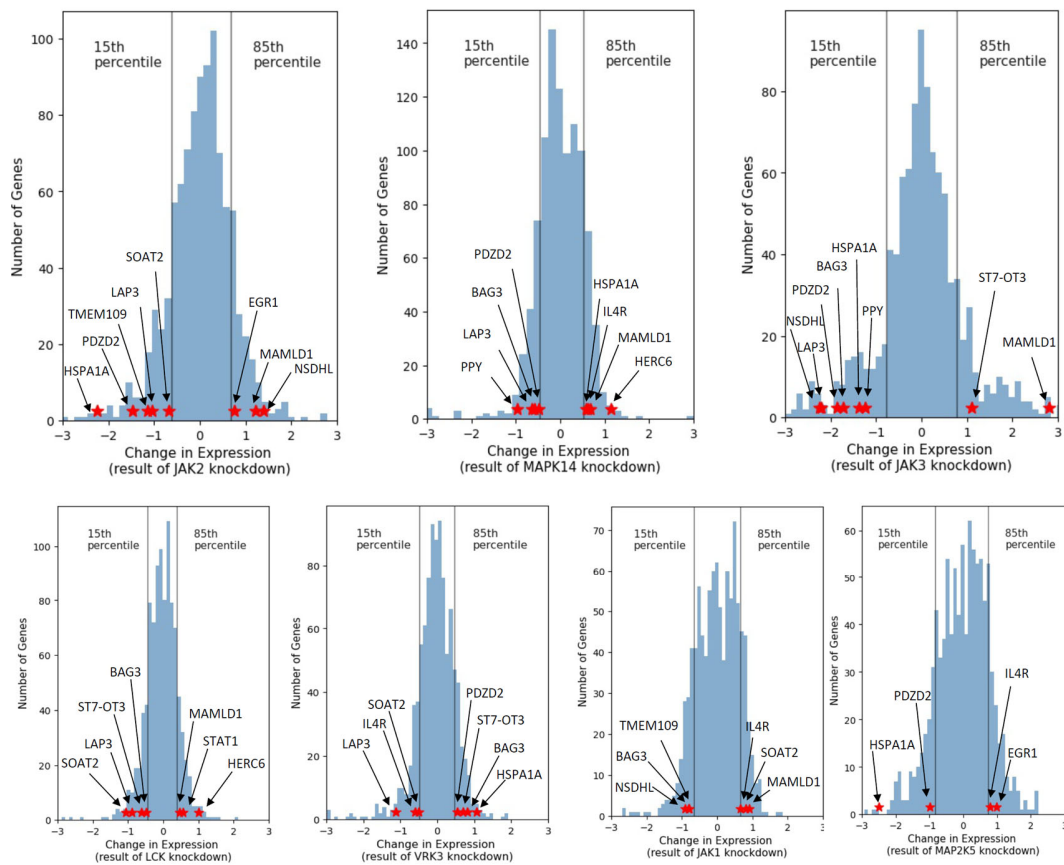 100
80
60
40
20
0
Number of Genes
15th
percentile
85th
percentile
SOAT2
LAP3
TMEM109
PDZD2
HSPA1A
EGR1
MAMLD1
NSDHL
-3 -2 -1 0 1 2 3
Change in Expression
(result of JAK2 knockdown)
140
120
100
80
60
40
20
0
Number of Genes
15th
percentile
85th
percentile
PDZD2
BAG3
LAP3
PPY
HSPA1A
IL4R
MAMLD1
HERC6
-3 -2 -1 0 1 2 3
Change in Expression
(result of MAPK14 knockdown)
80
60
40
20
0
Number of Genes
15th
percentile
85th
percentile
HSPA1A
BAG3
PDZD2
NSDHL
PPY
LAP3
ST7-OT3
MAMLD1
-3 -2 -1 0 1 2 3
Change in Expression
(result of JAK3 knockdown)
100
80
60
40
20
0
Number of Genes
15th
percentile
85th
percentile
BAG3
ST7-OT3
LAP3
SOAT2
MAMLD1
STAT1
HERC6
-3 -2 -1 0 1 2 3
Change in Expression
(result of LCK knockdown)
80
60
40
20
0
Number of Genes
15th
percentile
85th
percentile
SOAT2
IL4R
LAP3
PDZD2
ST7-OT3
BAG3
HSPA1A
-3 -2 -1 0 1 2 3
Change in Expression
(result of VRK3 knockdown)
70
60
50
40
30
20
10
0
Number of Genes
15th
percentile
85th
percentile
TMEM109
BAG3
NSDHL
IL4R
SOAT2
MAMLD1
-3 -2 -1 0 1 2 3
Change in Expression
(result of JAK1 knockdown)
60
50
40
30
20
10
0
Number of Genes
15th
percentile
85th
percentile
PDZD2
HSPA1A
IL4R
EGR1
-3 -2 -1 0 1 2 3
Change in Expression
(result of MAP2K5 knockdown)